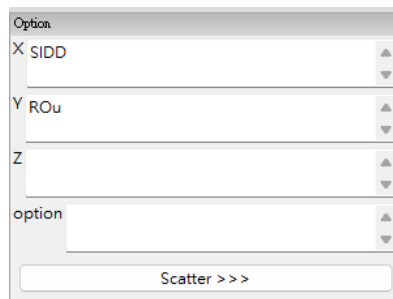 Option
X SIDD
Y ROu
Z
option
Scatter >>>